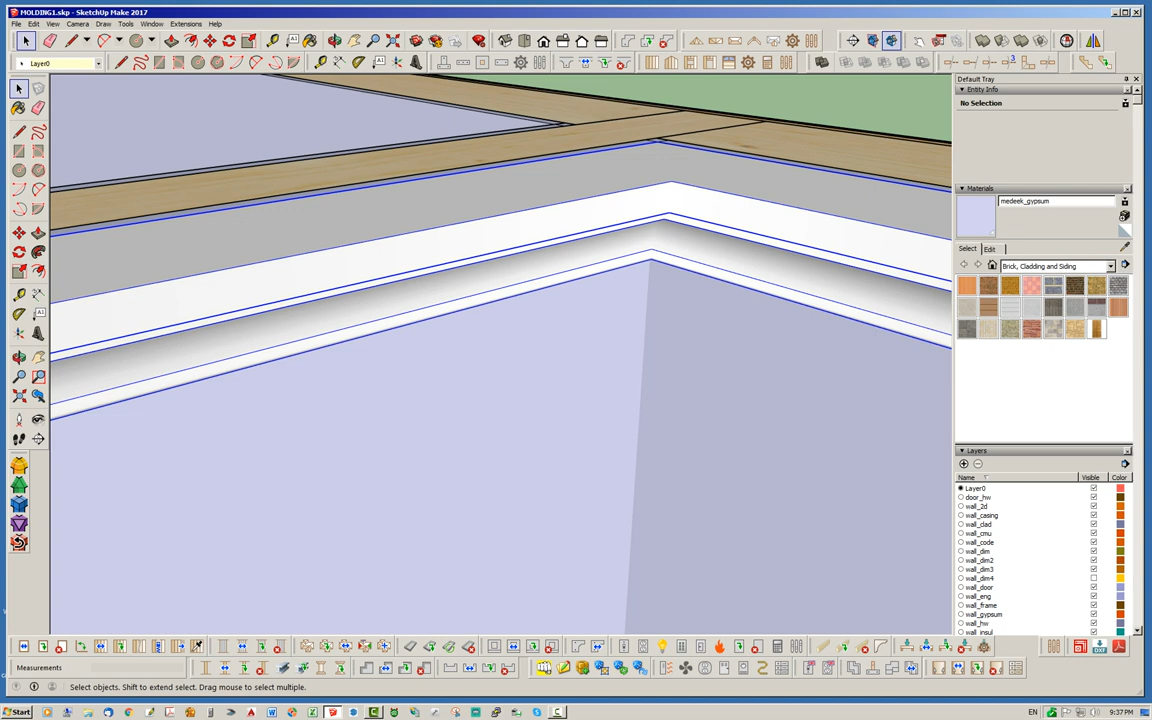 MOLDING1.skp - SketchUp Make 2017
File Edit View Camera Draw Tools Window Extensions Help
Layer0
Default Tray
Entity Info
No Selection
Materials
medeek_gypsum
Select Edit
Brick, Cladding and Siding
Layers
Name Visible Color
Layer0
door_hw
wall_2d
wall_casing
wall_clad
wall_cmu
wall_code
wall_dim
wall_dim2
wall_dim3
wall_dim4
wall_door
wall_eng
wall_frame
wall_gypsum
wall_hw
wall_insul
Measurements
Select objects. Shift to extend select. Drag mouse to select multiple.
Start
EN
9:37 PM